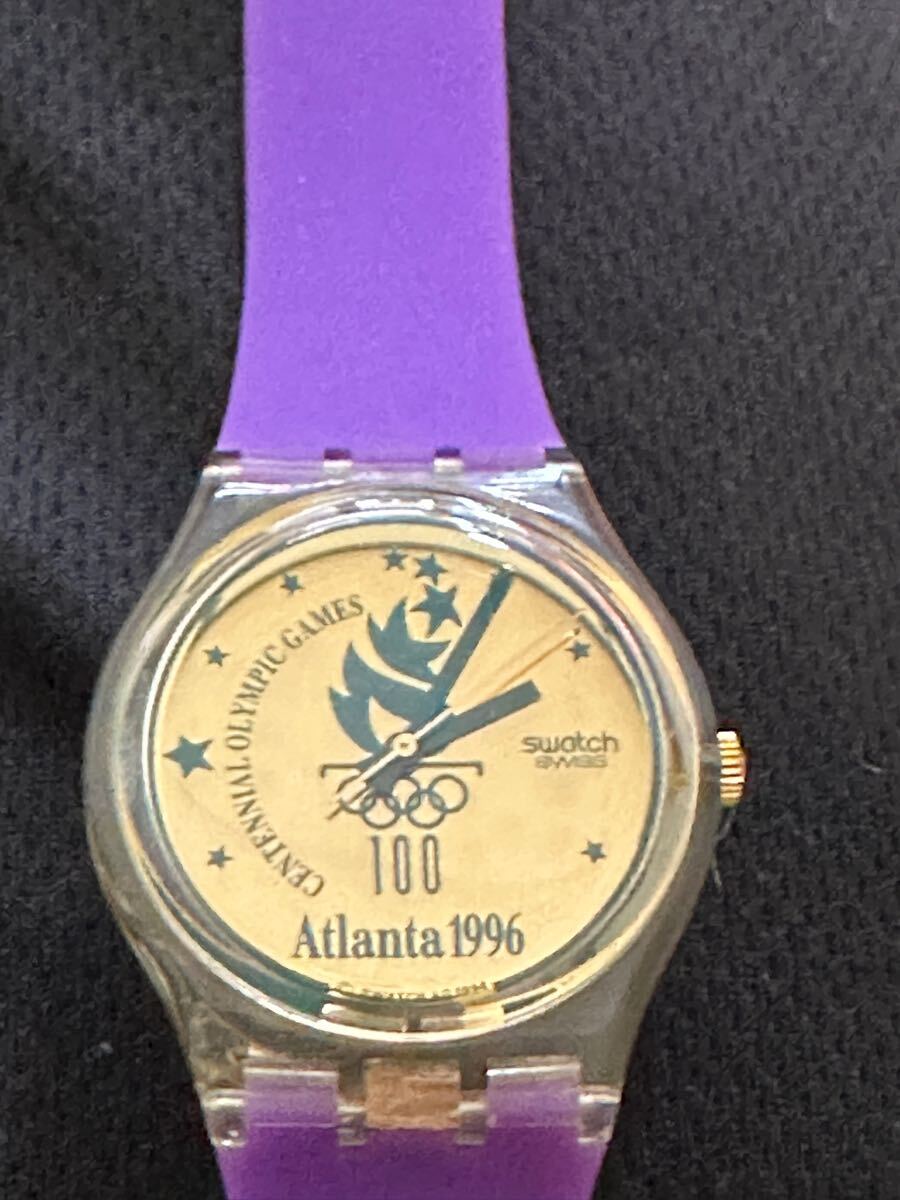 CENTENNIAL OLYMPIC GAMES
swatch
SWISS
100
Atlanta 1996